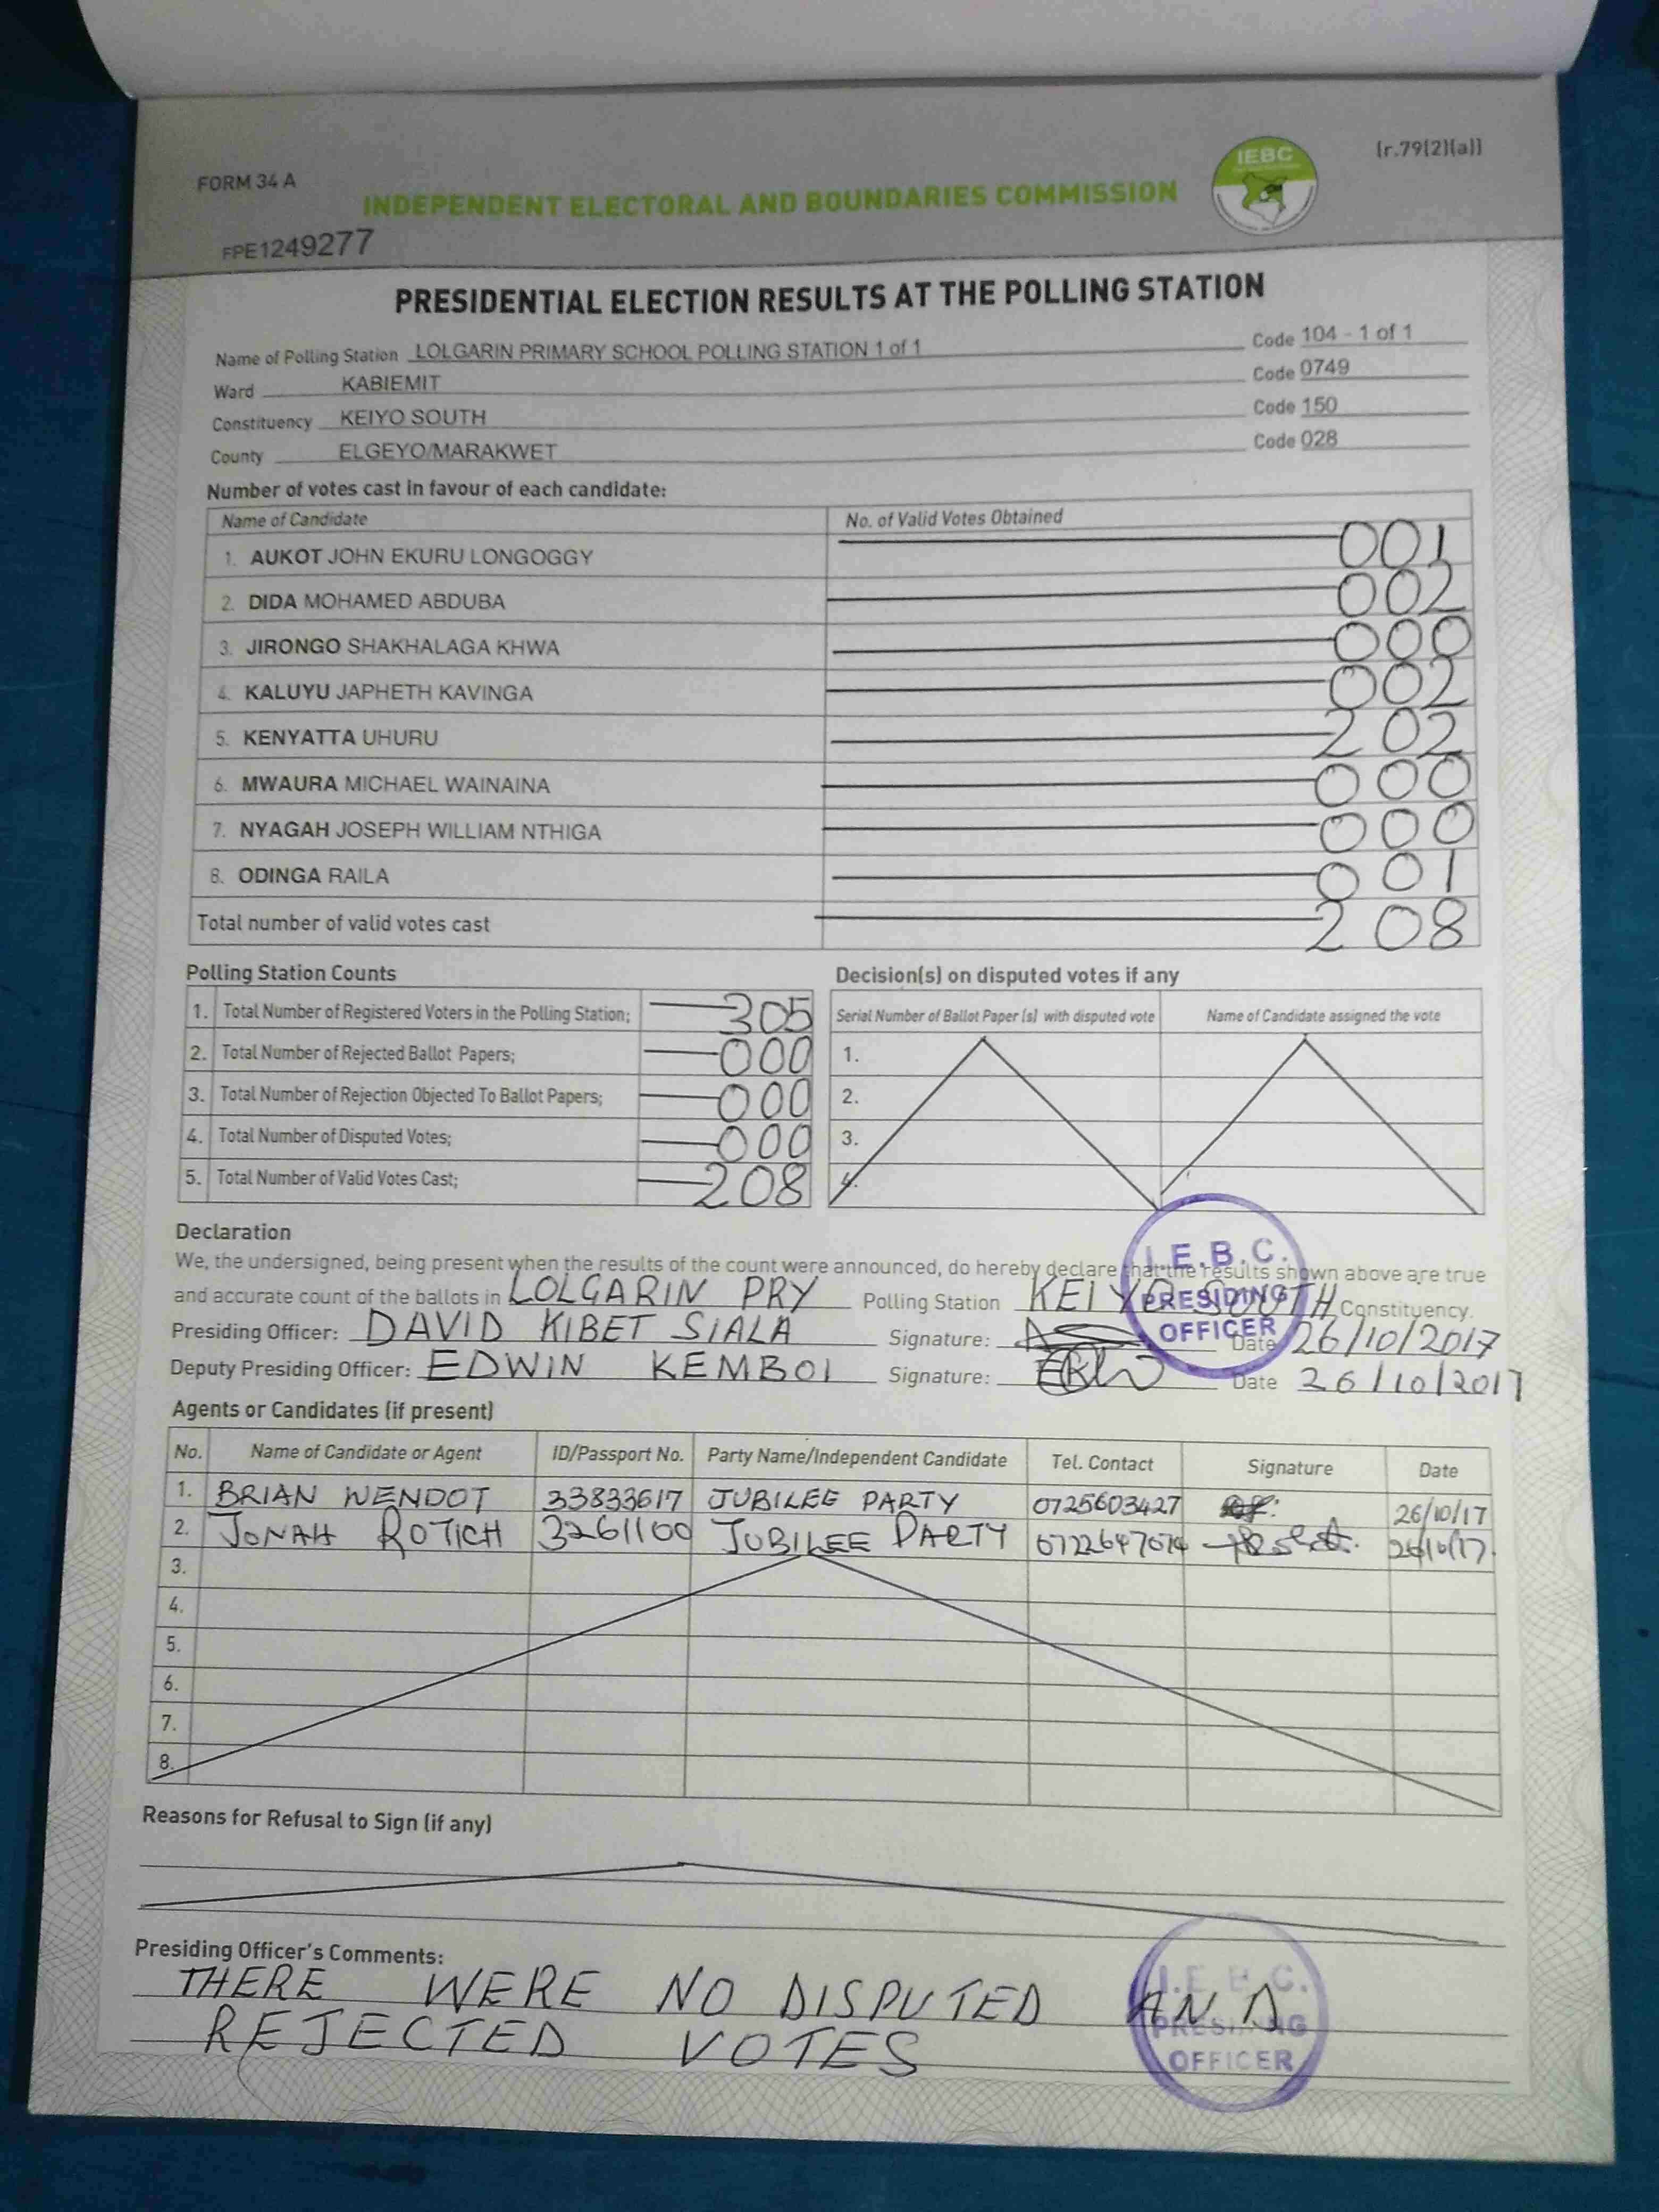 FORM 34 A
INDEPENDENT ELECTORAL AND BOUNDARIES COMMISSION
IEBC
(r.79(2)(a))
FPE1249277
PRESIDENTIAL ELECTION RESULTS AT THE POLLING STATION
Name of Polling Station LOLGARIN PRIMARY SCHOOL POLLING STATION 1 of 1 Code 104 - 1 of 1
Ward KABIEMIT Code 0749
Constituency KEIYO SOUTH Code 150
County ELGEYO/MARAKWET Code 028
Number of votes cast in favour of each candidate:
Name of Candidate No. of Valid Votes Obtained
1. AUKOT JOHN EKURU LONGOGGY 001
2. DIDA MOHAMED ABDUBA 002
3. JIRONGO SHAKHALAGA KHWA 000
4. KALUYU JAPHETH KAVINGA 002
5. KENYATTA UHURU 202
6. MWAURA MICHAEL WAINAINA 000
7. NYAGAH JOSEPH WILLIAM NTHIGA 000
8. ODINGA RAILA 001
Total number of valid votes cast 208
Polling Station Counts
1. Total Number of Registered Voters in the Polling Station; 305
2. Total Number of Rejected Ballot Papers; 000
3. Total Number of Rejection Objected To Ballot Papers; 000
4. Total Number of Disputed Votes; 000
5. Total Number of Valid Votes Cast; 208
Decision(s) on disputed votes if any
Serial Number of Ballot Paper (s) with disputed vote Name of Candidate assigned the vote
1.
2.
3.
4.
Declaration
We, the undersigned, being present when the results of the count were announced, do hereby declare that the results shown above are true
and accurate count of the ballots in LOLGARIN PRY Polling Station KEIYO SOUTH Constituency.
Presiding Officer: DAVID KIBET SIALA Signature: Date 26/10/2017
Deputy Presiding Officer: EDWIN KEMBOI Signature: Date 26/10/2017
I.E.B.C.
PRESIDING
OFFICER
Agents or Candidates (if present)
No. Name of Candidate or Agent ID/Passport No. Party Name/Independent Candidate Tel. Contact Signature Date
1. BRIAN WENDOT 33833617 JUBILEE PARTY 0725603427 26/10/17
2. JONAH ROTICH 32611100 JUBILEE PARTY
3.
4.
5.
6.
7.
8.
Reasons for Refusal to Sign (if any)
Presiding Officer's Comments:
THERE WERE NO DISPUTED AND
REJECTED VOTES
I.E.B.C.
PRESIDING
OFFICER